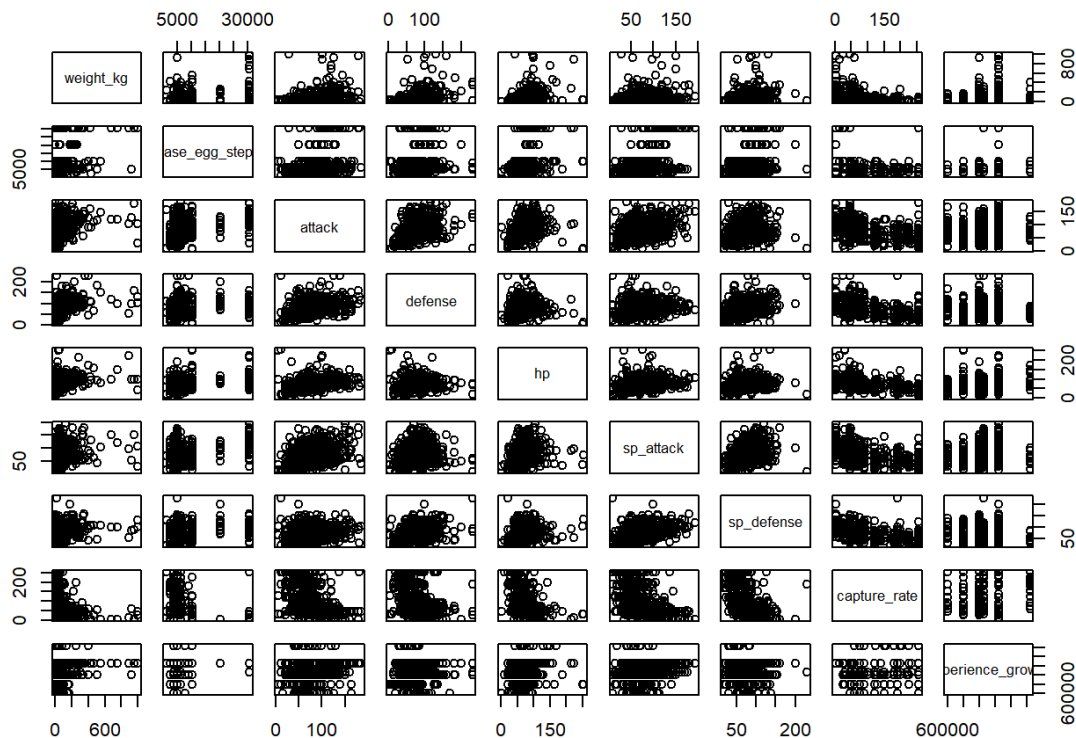 5000 30000 0 100 50 150 0 150
weight_kg 0 800
5000 ase_egg_step
attack 0 150
0 200 defense
hp 0 200
50 sp_attack
sp_defense 50
0 200 capture_rate
perience_grow 600000
0 600 0 100 0 150 50 200 600000